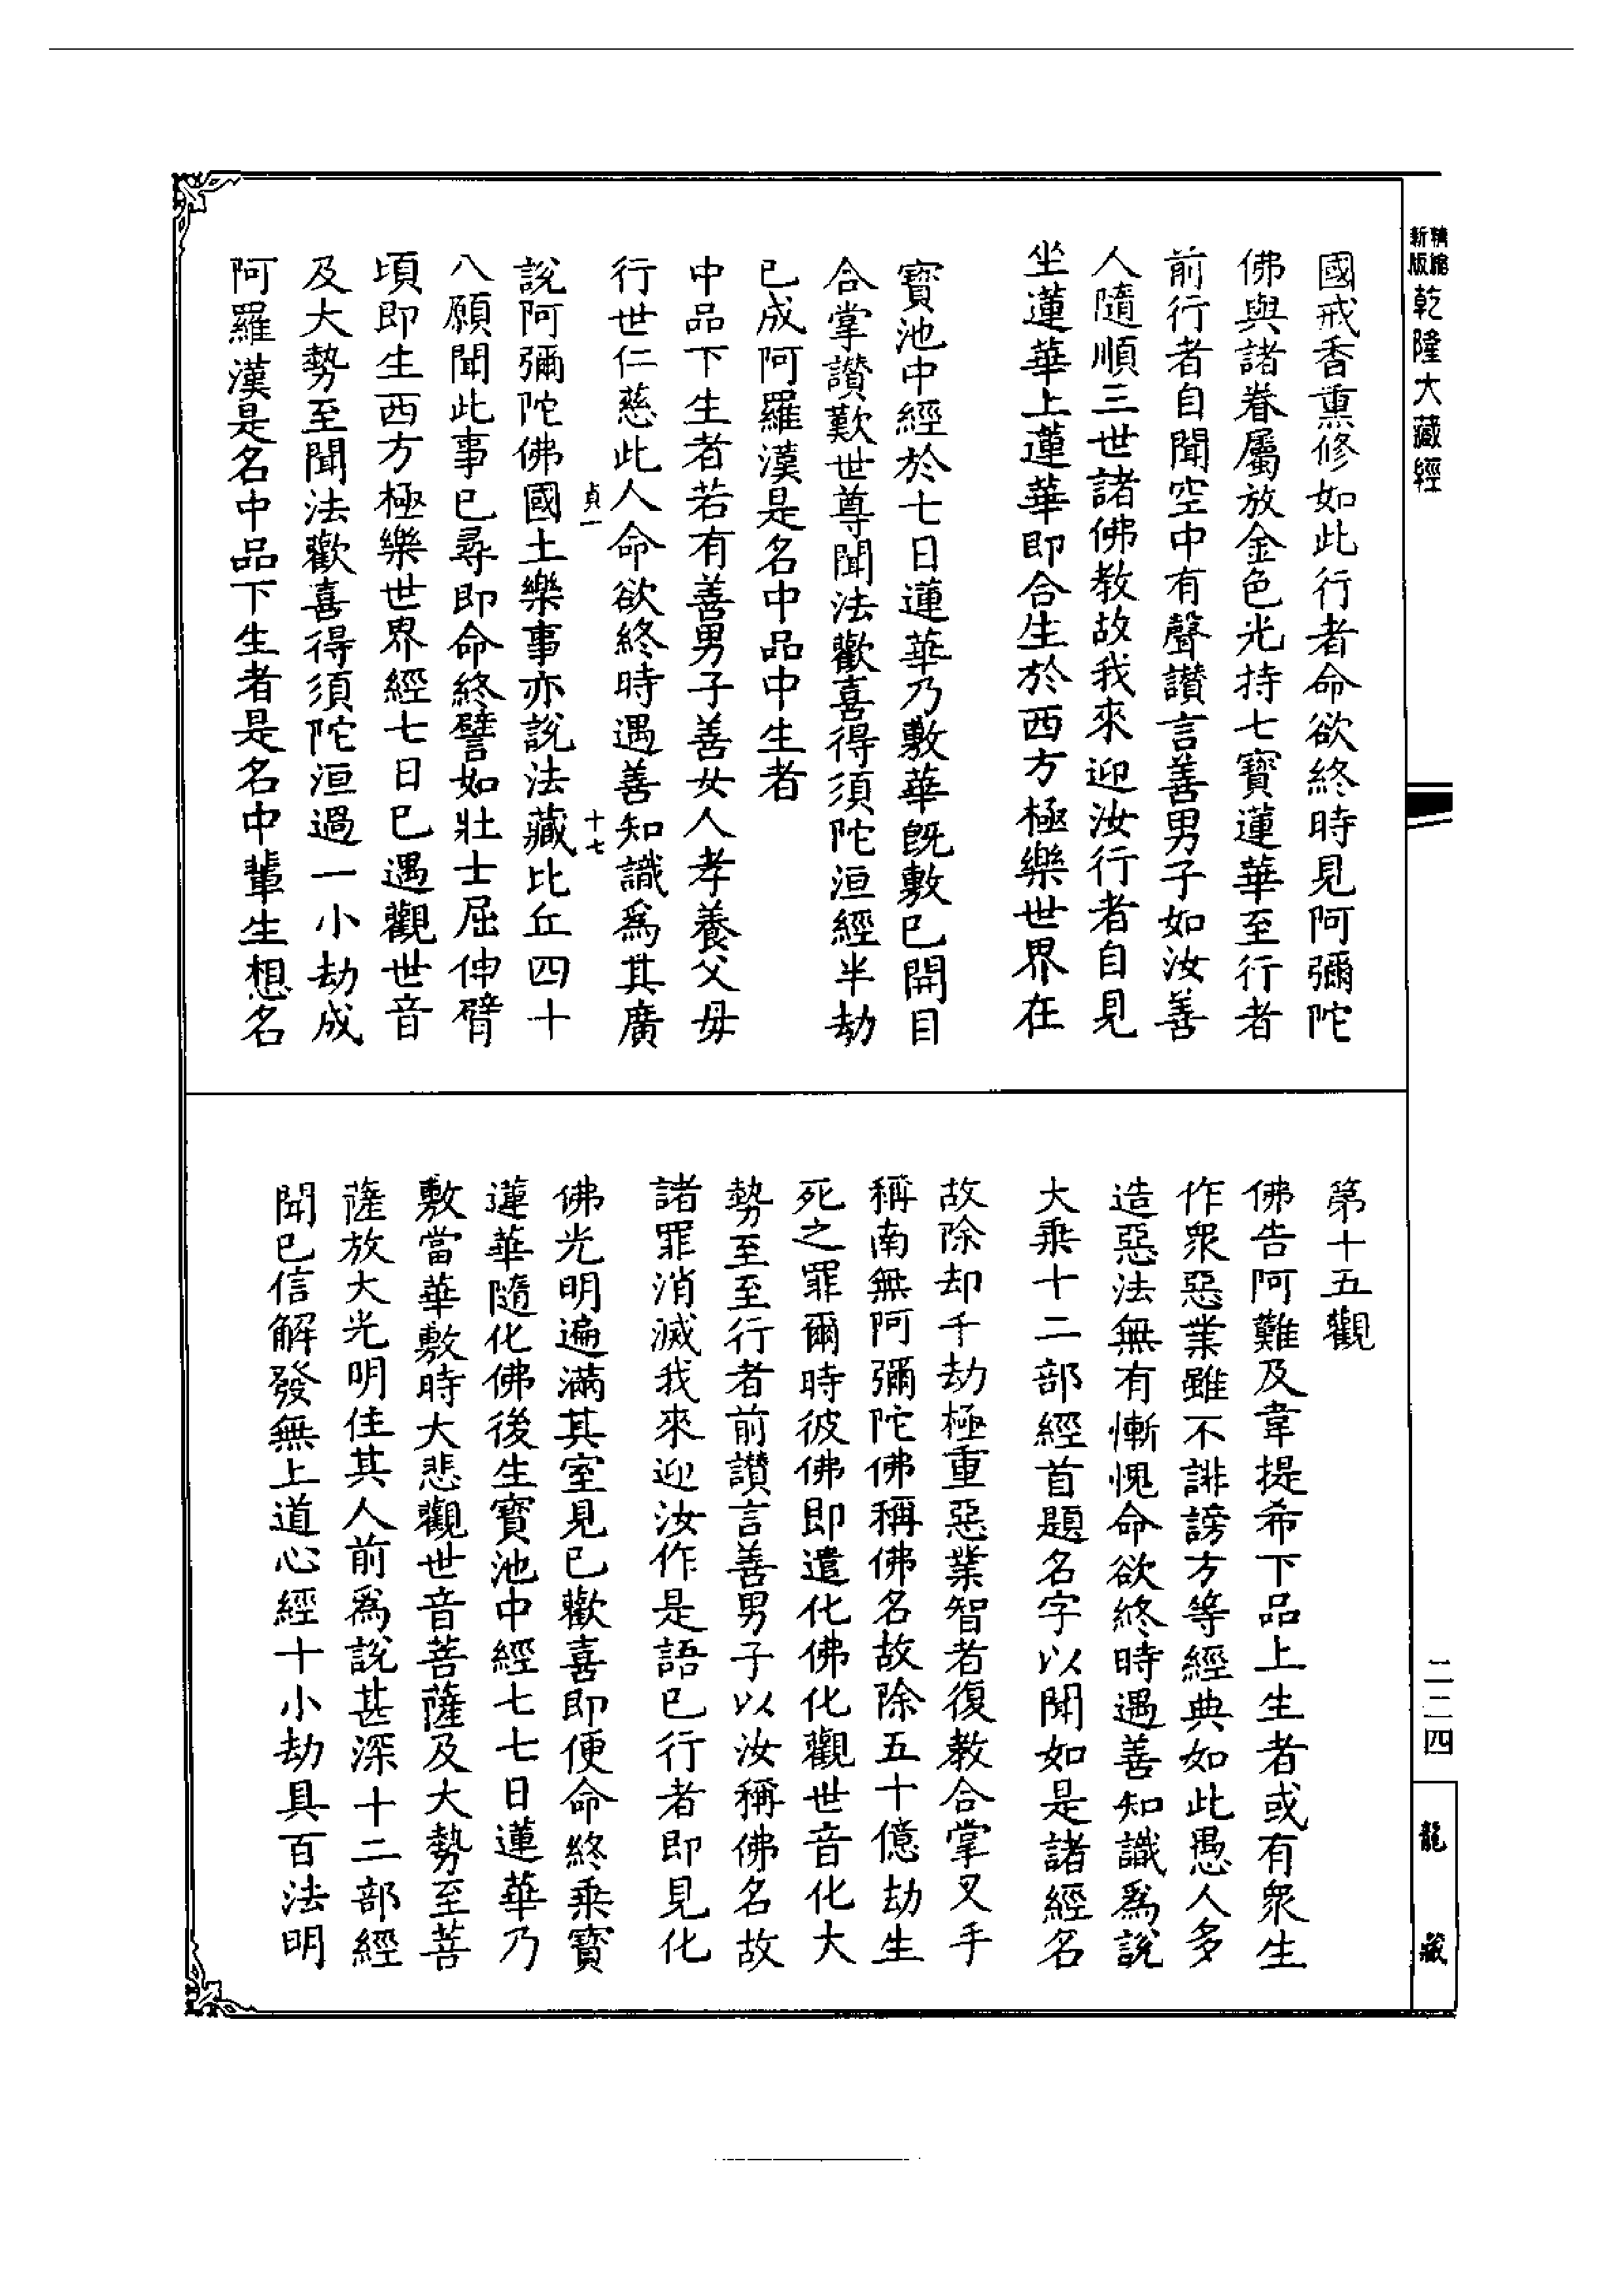 新版精縮乾隆大藏經
國戒香熏修如此行者命欲終時見阿彌陀
佛與諸眷屬放金色光持七寶蓮華至行者
前行者自聞空中有聲讚言善男子如汝善
人隨順三世諸佛教故我來迎汝行者自見
坐蓮華上蓮華即合生於西方極樂世界在
寶池中經於七日蓮華乃敷華既敷已開目
合掌讚歎世尊聞法歡喜得須陀洹經半劫
已成阿羅漢是名中品中生者
中品下生者若有善男子善女人孝養父母
行世仁慈此人命欲終時遇善知識爲其廣
貞一 十七
說阿彌陀佛國土樂事亦說法藏比丘四十
八願聞此事已尋即命終譬如壯士屈伸臂
頃即生西方極樂世界經七日已遇觀世音
及大勢至聞法歡喜得須陀洹過一小劫成
阿羅漢是名中品下生者是名中輩生想名
第十五觀
佛告阿難及韋提希下品上生者或有眾生
作眾惡業雖不誹謗方等經典如此愚人多
造惡法無有慚愧命欲終時遇善知識爲說
大乘十二部經首題名字以聞如是諸經名
故除却千劫極重惡業智者復教合掌叉手
稱南無阿彌陀佛稱佛名故除五十億劫生
死之罪爾時彼佛即遣化佛化觀世音化大
勢至至行者前讚言善男子以汝稱佛名故
諸罪消滅我來迎汝作是語已行者即見化
佛光明遍滿其室見已歡喜即便命終乘寶
蓮華隨化佛後生寶池中經七七日蓮華乃
敷當華敷時大悲觀世音菩薩及大勢至菩
薩放大光明住其人前爲說甚深十二部經
聞已信解發無上道心經十小劫具百法明
二二四
龍藏